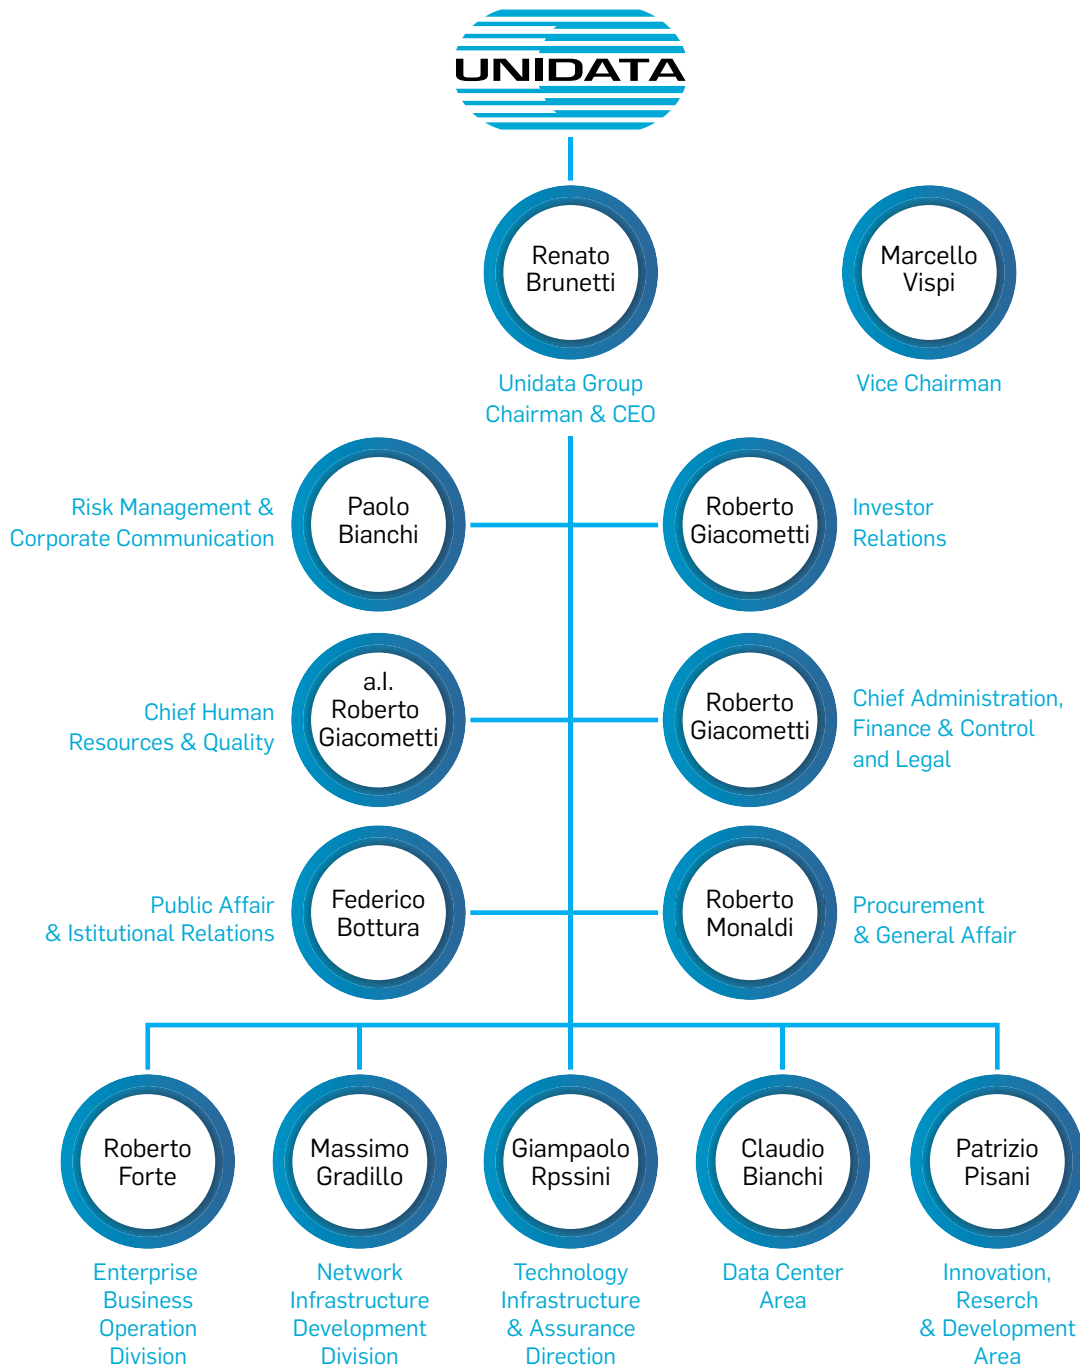 UNIDATA
Renato
Brunetti
Unidata Group
Chairman & CEO
Marcello
Vispi
Vice Chairman
Risk Management &
Corporate Communication
Paolo
Bianchi
Roberto
Giacometti
Investor
Relations
Chief Human
Resources & Quality
a.I.
Roberto
Giacometti
Roberto
Giacometti
Chief Administration,
Finance & Control
and Legal
Public Affair
& Istitutional Relations
Federico
Bottura
Roberto
Monaldi
Procurement
& General Affair
Roberto
Forte
Enterprise
Business
Operation
Division
Massimo
Gradillo
Network
Infrastructure
Development
Division
Giampaolo
Rpssini
Technology
Infrastructure
& Assurance
Direction
Claudio
Bianchi
Data Center
Area
Patrizio
Pisani
Innovation,
Reserch
& Development
Area